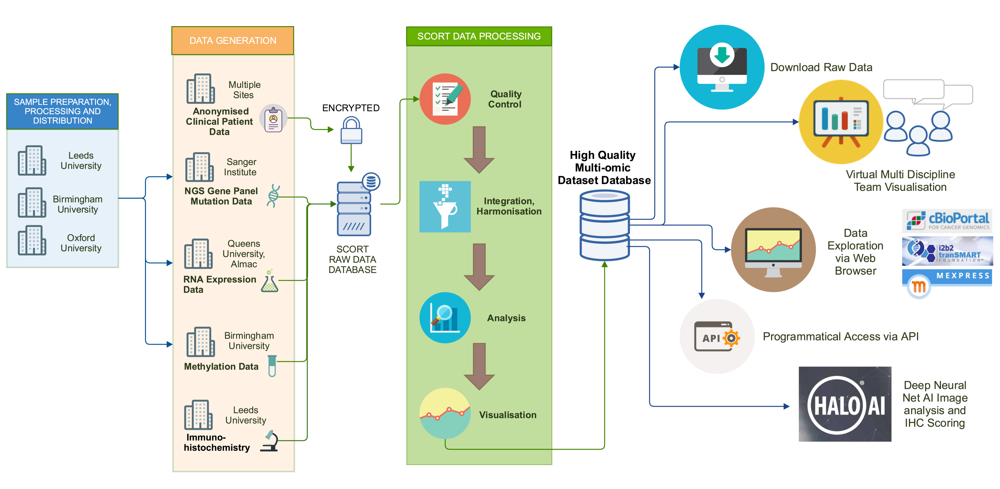 SAMPLE PREPARATION,
PROCESSING AND
DISTRIBUTION
Leeds
University
Birmingham
University
Oxford
University
DATA GENERATION
Multiple
Sites
Anonymised
Clinical Patient
Data
Sanger
Institute
NGS Gene Panel
Mutation Data
Queens
University,
Almac
RNA Expression
Data
Birmingham
University
Methylation Data
Leeds
University
Immuno-
histochemistry
ENCRYPTED
SCORT
RAW DATA
DATABASE
SCORT DATA PROCESSING
Quality
Control
Integration,
Harmonisation
Analysis
Visualisation
High Quality
Multi-omic
Dataset Database
Download Raw Data
Virtual Multi Discipline
Team Visualisation
Data
Exploration
via Web
Browser
cBioPortal
FOR CANCER GENOMICS
i2b2
tranSMART
FOUNDATION™
MEXPRESS
m
API
Programmatical Access via API
HALO AI
®
Deep Neural
Net AI Image
analysis and
IHC Scoring